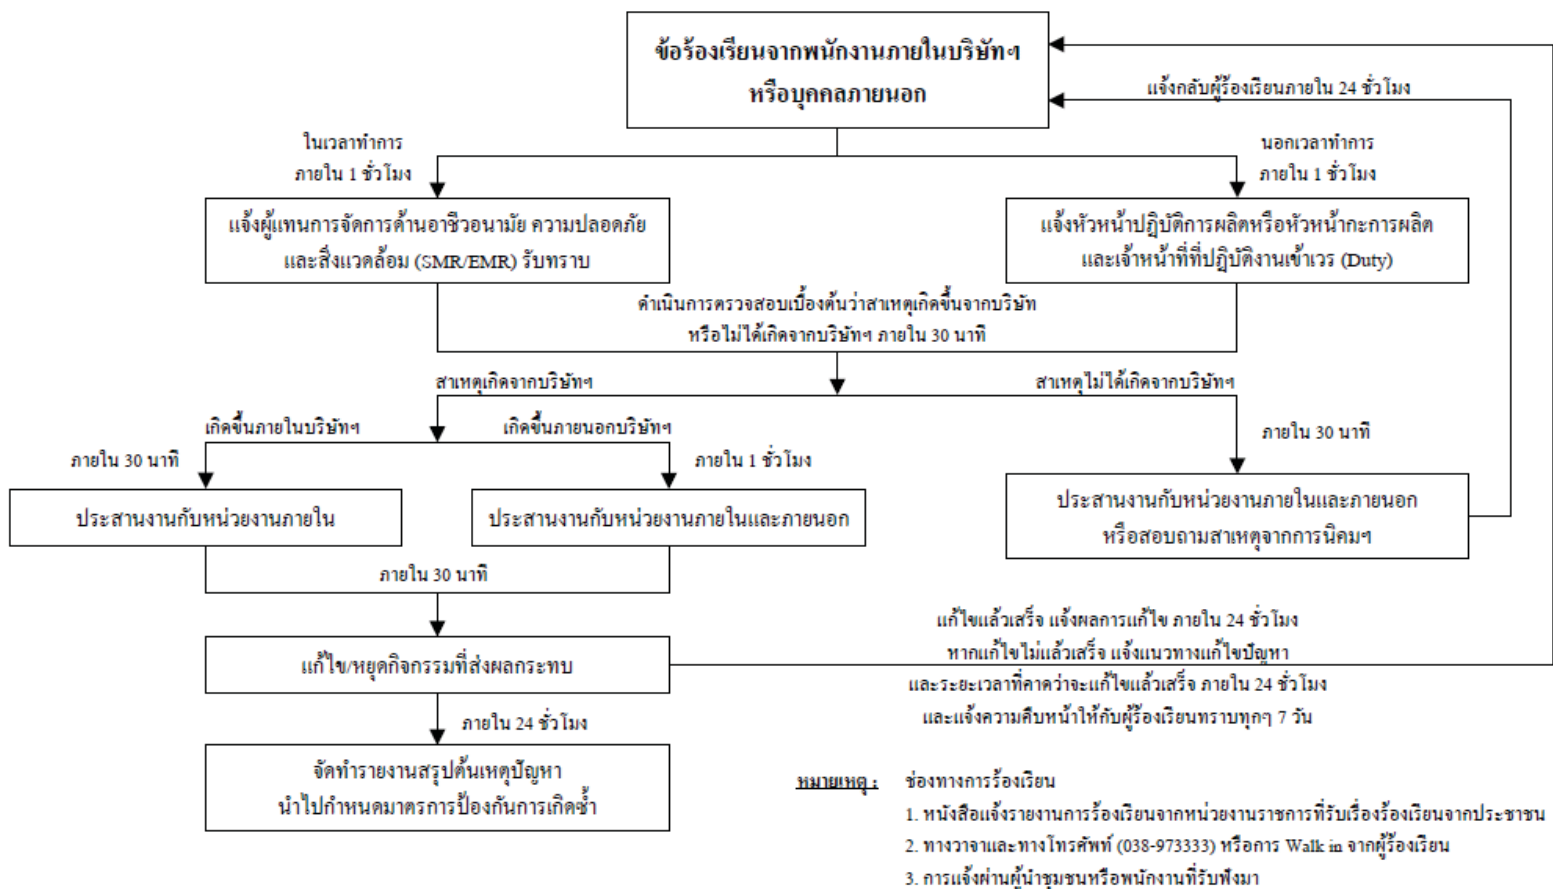 ข้อร้องเรียนจากพนักงานภายในบริษัทฯ
หรือบุคคลภายนอก
แจ้งกลับผู้ร้องเรียนภายใน 24 ชั่วโมง
ในเวลาทำการ
ภายใน 1 ชั่วโมง
นอกเวลาทำการ
ภายใน 1 ชั่วโมง
แจ้งผู้แทนการจัดการด้านอาชีวอนามัย ความปลอดภัย
และสิ่งแวดล้อม (SMR/EMR) รับทราบ
แจ้งหัวหน้าปฏิบัติการผลิตหรือหัวหน้ากะการผลิต
และเจ้าหน้าที่ที่ปฏิบัติงานเข้าเวร (Duty)
ดำเนินการตรวจสอบเบื้องต้นว่าสาเหตุเกิดขึ้นจากบริษัท
หรือไม่ได้เกิดจากบริษัทฯ ภายใน 30 นาที
สาเหตุเกิดจากบริษัทฯ
สาเหตุไม่ได้เกิดจากบริษัทฯ
เกิดขึ้นภายในบริษัทฯ
เกิดขึ้นภายนอกบริษัทฯ
ภายใน 30 นาที
ภายใน 30 นาที
ภายใน 1 ชั่วโมง
ประสานงานกับหน่วยงานภายใน
ประสานงานกับหน่วยงานภายในและภายนอก
ประสานงานกับหน่วยงานภายในและภายนอก
หรือสอบถามสาเหตุจากการนิคมฯ
ภายใน 30 นาที
แก้ไข/หยุดกิจกรรมที่ส่งผลกระทบ
แก้ไขแล้วเสร็จ แจ้งผลการแก้ไข ภายใน 24 ชั่วโมง
หากแก้ไขไม่แล้วเสร็จ แจ้งแนวทางแก้ไขปัญหา
และระยะเวลาที่คาดว่าจะแก้ไขแล้วเสร็จ ภายใน 24 ชั่วโมง
และแจ้งความคืบหน้าให้กับผู้ร้องเรียนทราบทุกๆ 7 วัน
ภายใน 24 ชั่วโมง
จัดทำรายงานสรุปต้นเหตุปัญหา
นำไปกำหนดมาตรการป้องกันการเกิดซ้ำ
หมายเหตุ : ช่องทางการร้องเรียน
1. หนังสือแจ้งรายงานการร้องเรียนจากหน่วยงานราชการที่รับเรื่องร้องเรียนจากประชาชน
2. ทางวาจาและทางโทรศัพท์ (038-973333) หรือการ Walk in จากผู้ร้องเรียน
3. การแจ้งผ่านผู้นำชุมชนหรือพนักงานที่รับฟังมา